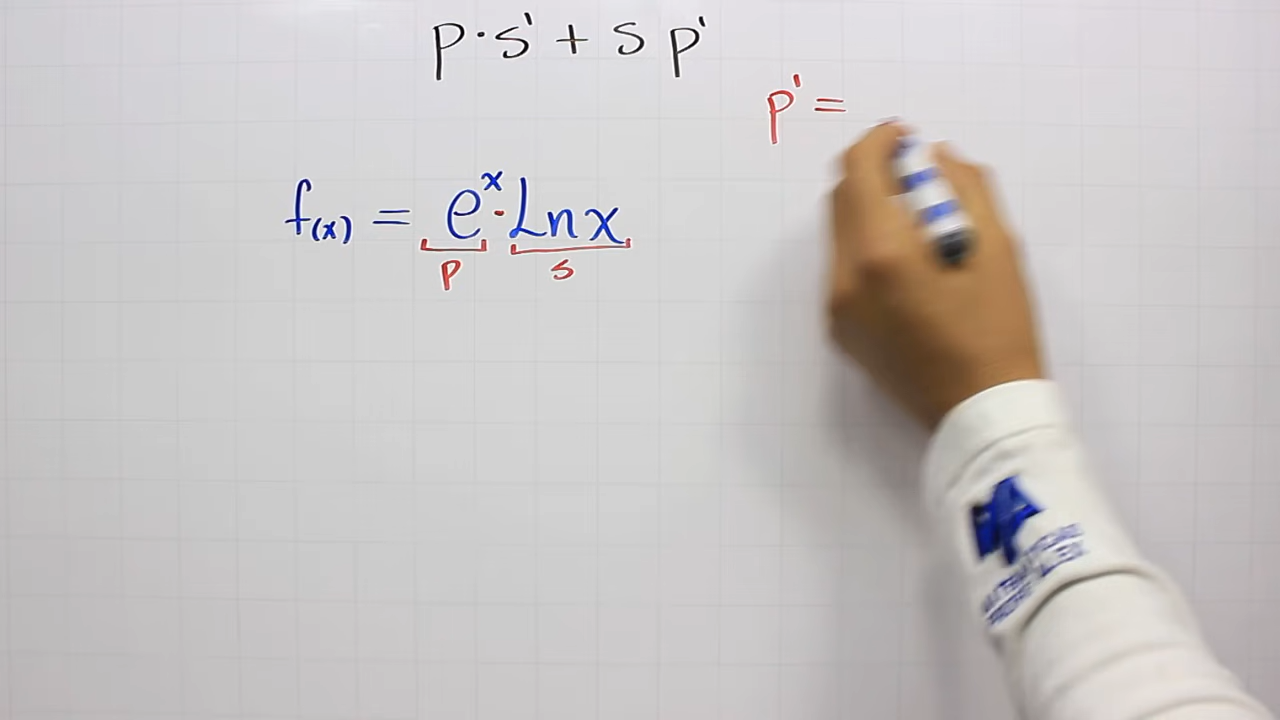 p · s' + s p'
p' =
f(x) = e^x · Lnx
p s